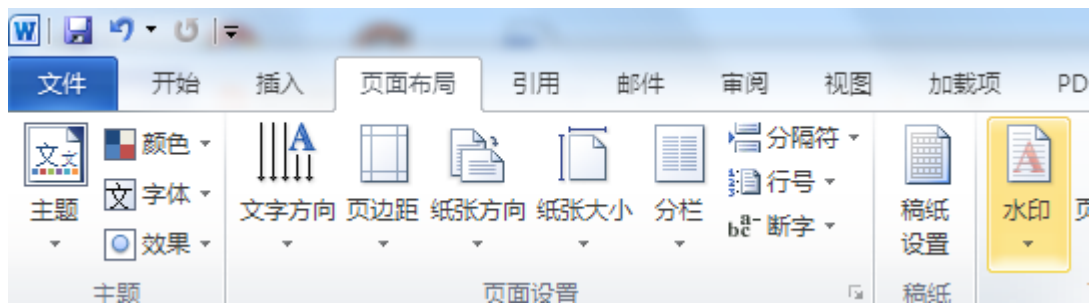 文件 开始 插入 页面布局 引用 邮件 审阅 视图 加载项 PD
颜色 分隔符
字体 行号
主题 文字方向 页边距 纸张方向 纸张大小 分栏 稿纸 水印
效果 断字 设置
主题 页面设置 稿纸